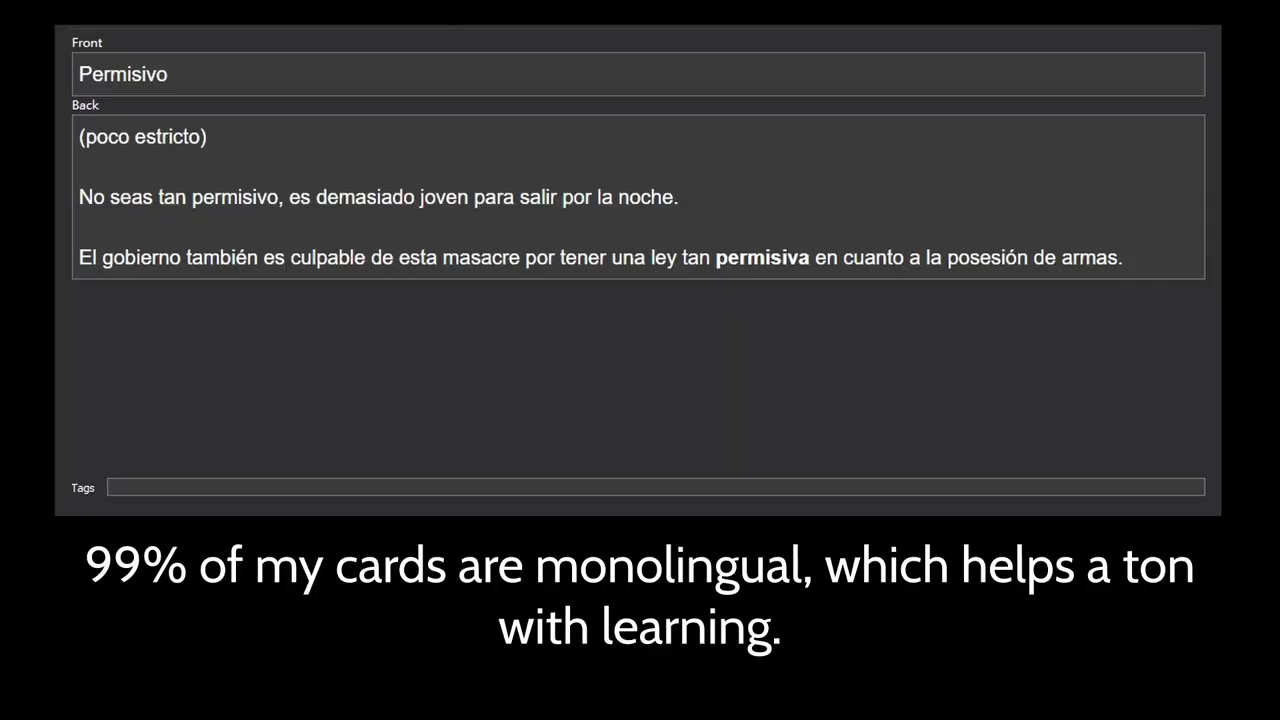 Front
Permisivo
Back
(poco estricto)
No seas tan permisivo, es demasiado joven para salir por la noche.
El gobierno también es culpable de esta masacre por tener una ley tan permisiva en cuanto a la posesión de armas.
Tags
99% of my cards are monolingual, which helps a ton
with learning.